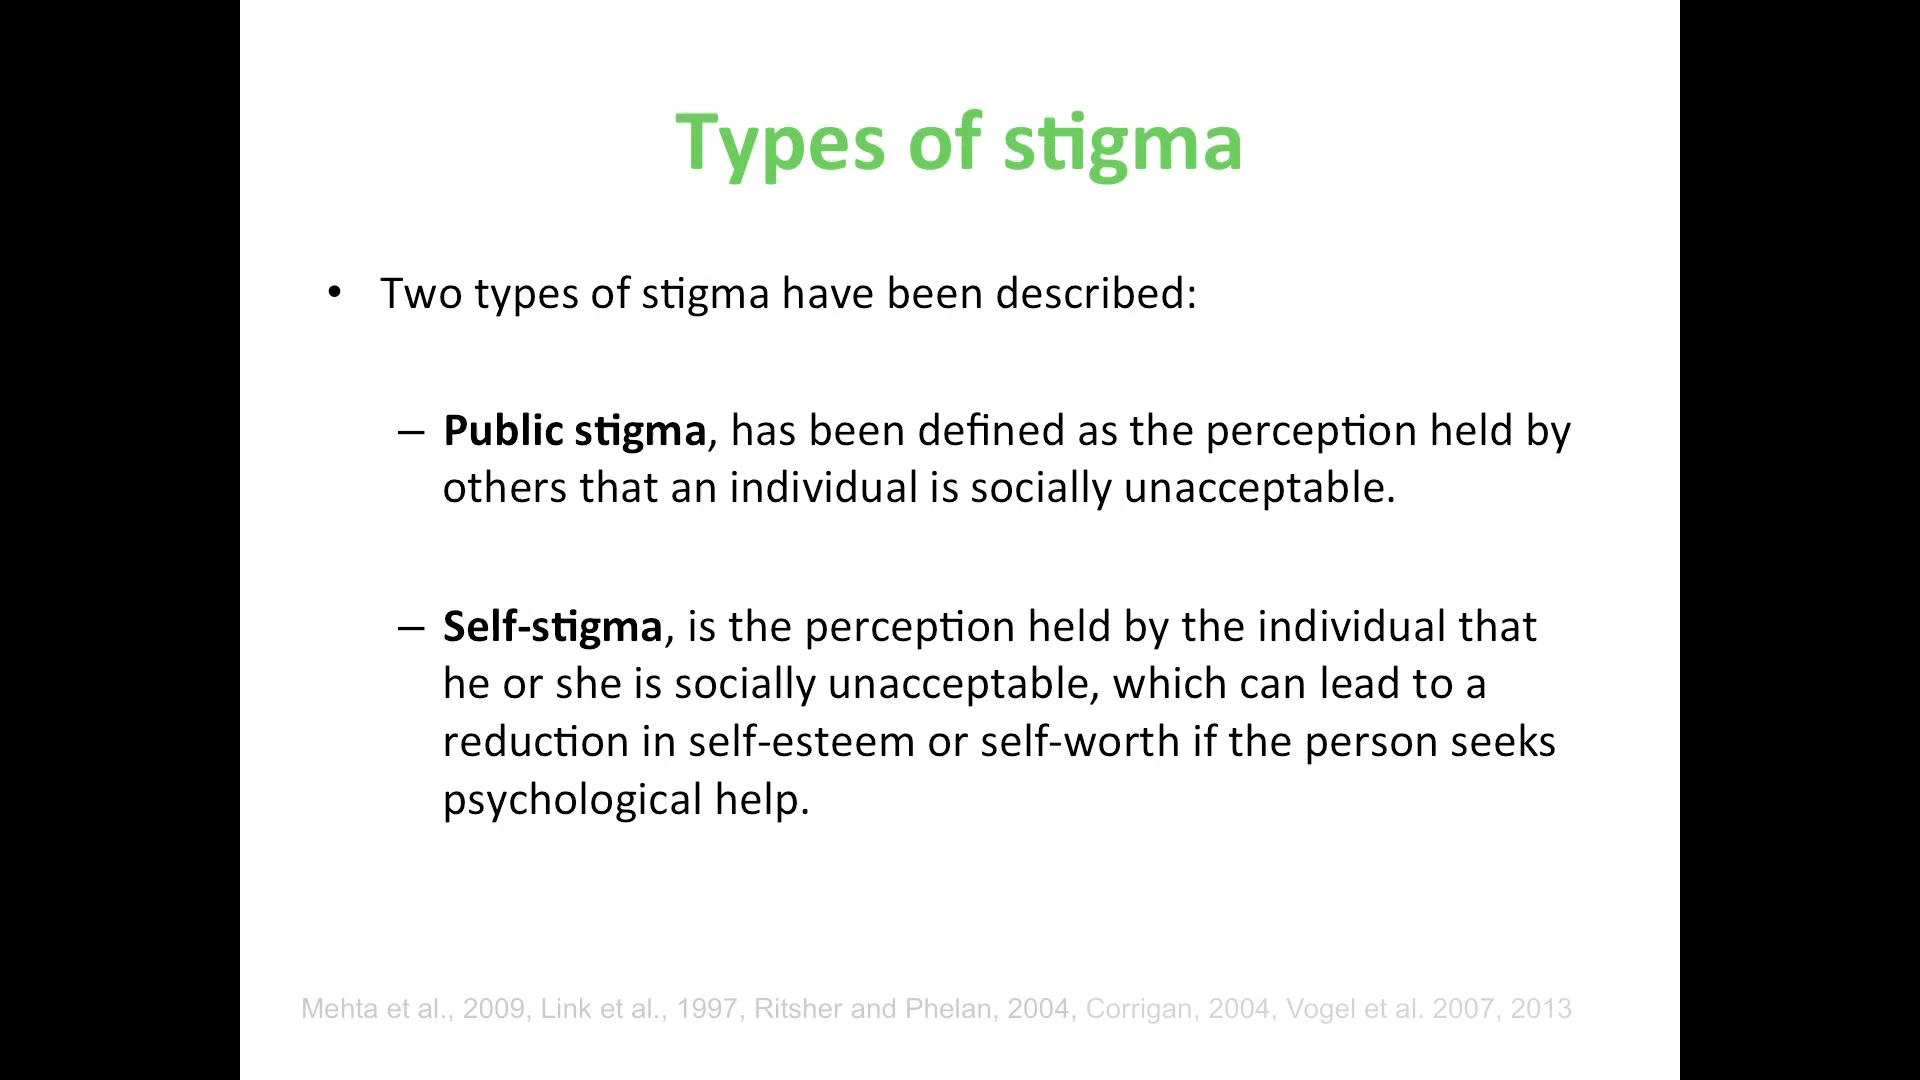 Types of stigma
• Two types of stigma have been described:
– Public stigma, has been defined as the perception held by
others that an individual is socially unacceptable.
– Self-stigma, is the perception held by the individual that
he or she is socially unacceptable, which can lead to a
reduction in self-esteem or self-worth if the person seeks
psychological help.
Mehta et al., 2009, Link et al., 1997, Ritsher and Phelan, 2004, Corrigan, 2004, Vogel et al. 2007, 2013